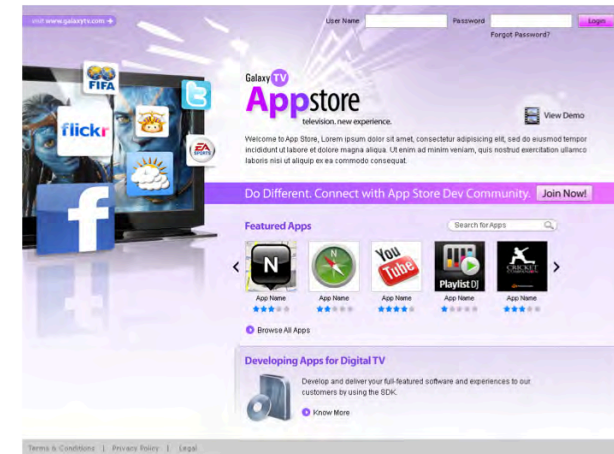 visit www.galaxytv.com
User Name
Password
Login
Forgot Password?
FIFA
flickr
EA
SPORTS
Galaxy TV
Appstore
television. new experience.
View Demo
Welcome to App Store, Lorem ipsum dolor sit amet, consectetur adipisicing elit, sed do eiusmod tempor
incididunt ut labore et dolore magna aliqua. Ut enim ad minim veniam, quis nostrud exercitation ullamco
laboris nisi ut aliquip ex ea commodo consequat.
Do Different. Connect with App Store Dev Community. Join Now!
Featured Apps
Search for Apps
N
You
Tube
Playlist DJ
CRICKET
COMPANION
App Name
App Name
App Name
App Name
App Name
Browse All Apps
Developing Apps for Digital TV
Develop and deliver your full-featured software and experiences to our
customers by using the SDK.
Know More
Terms & Conditions | Privacy Policy | Legal